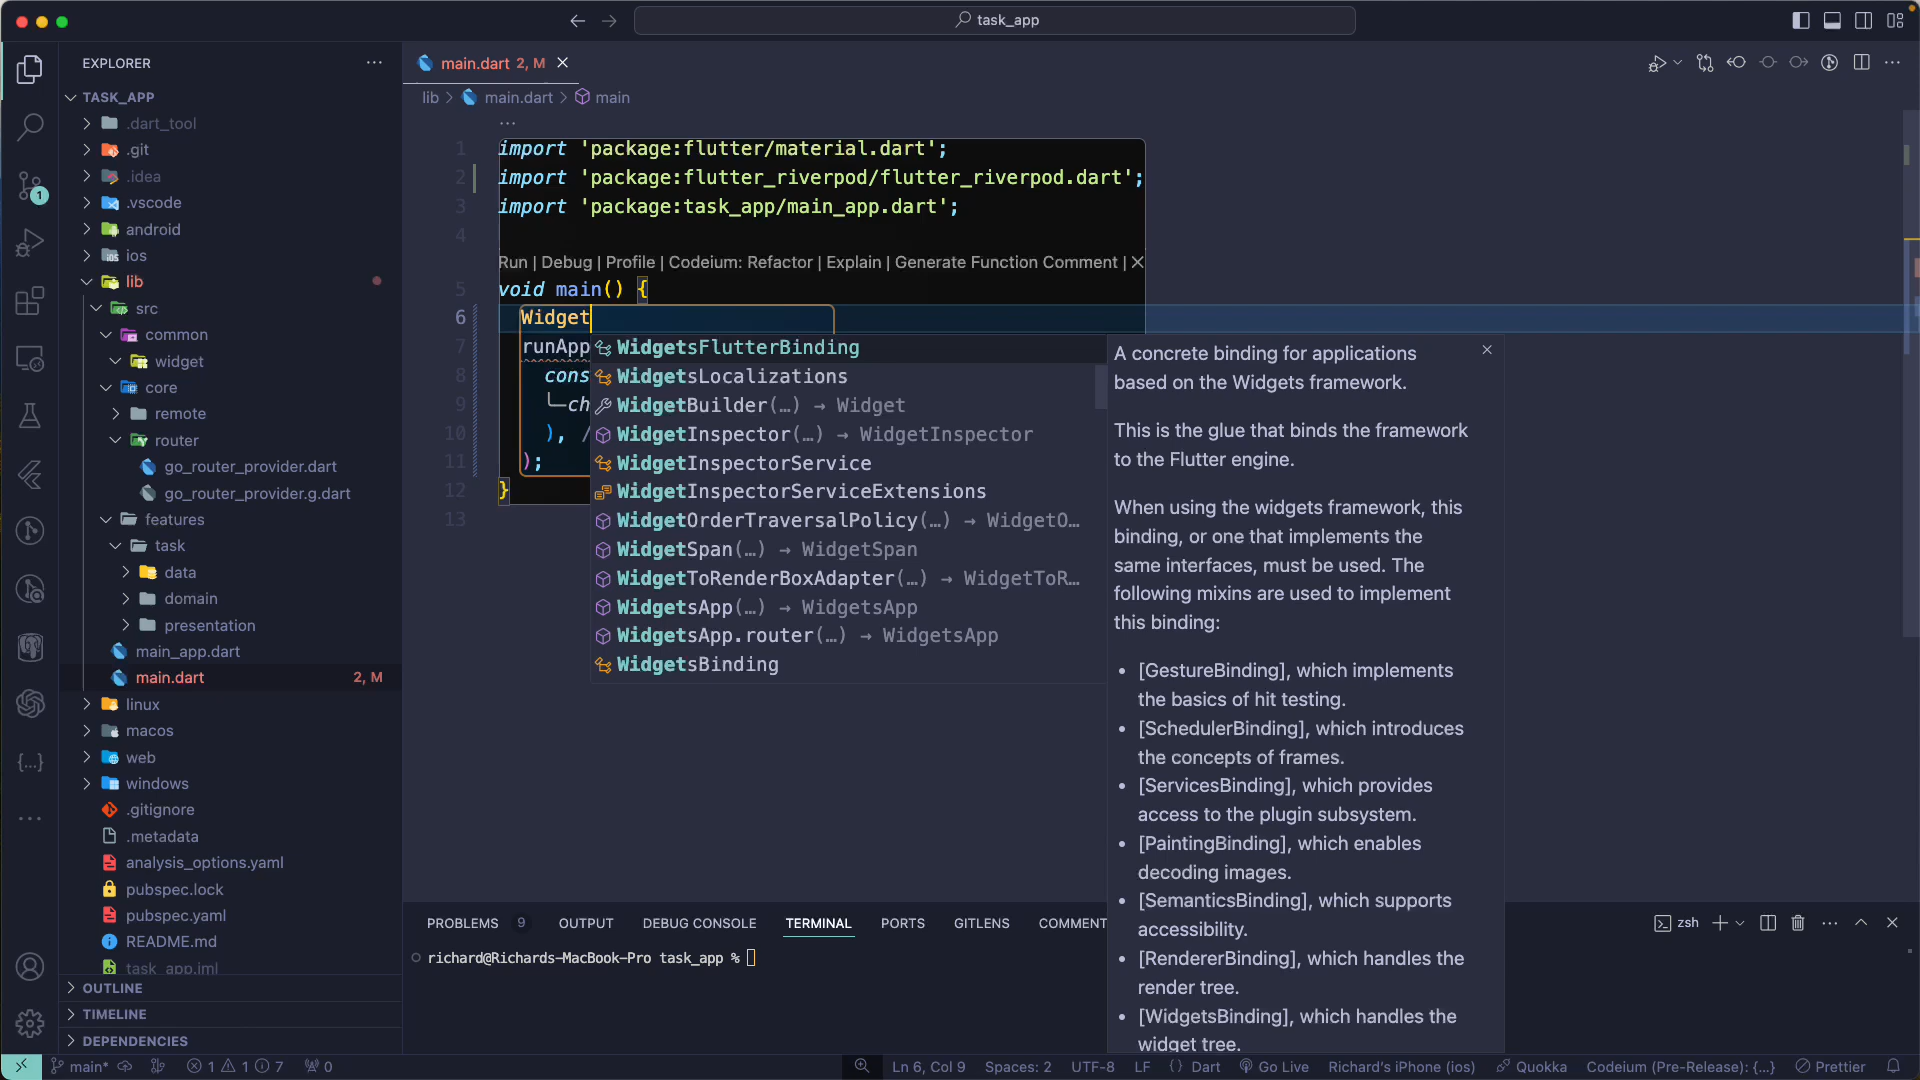 task_app
EXPLORER
TASK_APP
.dart_tool
.git
.idea
.vscode
android
ios
lib
src
common
widget
core
remote
router
go_router_provider.dart
go_router_provider.g.dart
features
task
data
domain
presentation
main_app.dart
main.dart 2, M
linux
macos
web
windows
.gitignore
.metadata
analysis_options.yaml
pubspec.lock
pubspec.yaml
README.md
task_app.iml
OUTLINE
TIMELINE
DEPENDENCIES
1
main.dart 2, M
lib > main.dart > main
1 import 'package:flutter/material.dart';
2 import 'package:flutter_riverpod/flutter_riverpod.dart';
3 import 'package:task_app/main_app.dart';
4
Run | Debug | Profile | Codeium: Refactor | Explain | Generate Function Comment | ×
5 void main() {
6 Widget
7 runApp
8 cons
9 ch
10 ), /
11 );
12 }
13
WidgetsFlutterBinding
WidgetsLocalizations
WidgetBuilder(…) → Widget
WidgetInspector(…) → WidgetInspector
WidgetInspectorService
WidgetInspectorServiceExtensions
WidgetOrderTraversalPolicy(…) → WidgetO…
WidgetSpan(…) → WidgetSpan
WidgetToRenderBoxAdapter(…) → WidgetToR…
WidgetsApp(…) → WidgetsApp
WidgetsApp.router(…) → WidgetsApp
WidgetsBinding
A concrete binding for applications
based on the Widgets framework.
This is the glue that binds the framework
to the Flutter engine.
When using the widgets framework, this
binding, or one that implements the
same interfaces, must be used. The
following mixins are used to implement
this binding:
• [GestureBinding], which implements
the basics of hit testing.
• [SchedulerBinding], which introduces
the concepts of frames.
• [ServicesBinding], which provides
access to the plugin subsystem.
• [PaintingBinding], which enables
decoding images.
• [SemanticsBinding], which supports
accessibility.
• [RendererBinding], which handles the
render tree.
• [WidgetsBinding], which handles the
widget tree.
PROBLEMS 9 OUTPUT DEBUG CONSOLE TERMINAL PORTS GITLENS COMMENT
zsh
richard@Richards-MacBook-Pro task_app %
main* 1 1 7 0 Ln 6, Col 9 Spaces: 2 UTF-8 LF {} Dart Go Live Richard's iPhone (ios) Quokka Codeium (Pre-Release): {...} Prettier